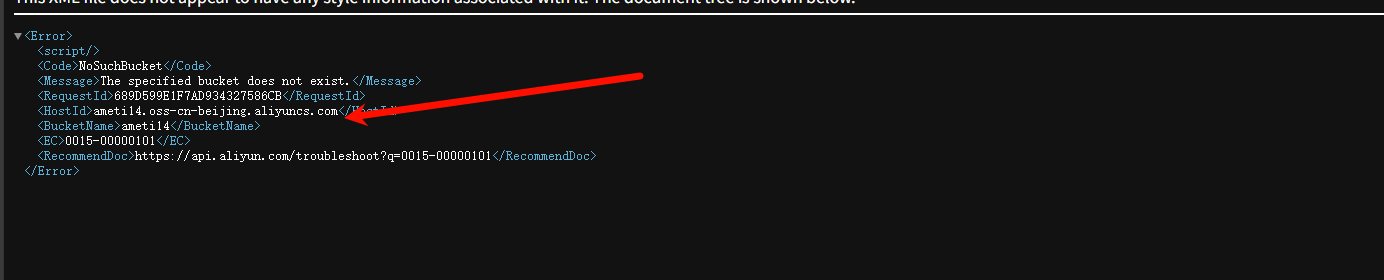 This XML file does not appear to have any style information associated with it. The document tree is shown below.
<Error>
<script/>
<Code>NoSuchBucket</Code>
<Message>The specified bucket does not exist.</Message>
<RequestId>689D599E1F7AD934327586CB</RequestId>
<HostId>ameti14.oss-cn-beijing.aliyuncs.com</HostId>
<BucketName>ameti14</BucketName>
<EC>0015-00000101</EC>
<RecommendDoc>https://api.aliyun.com/troubleshoot?q=0015-00000101</RecommendDoc>
</Error>